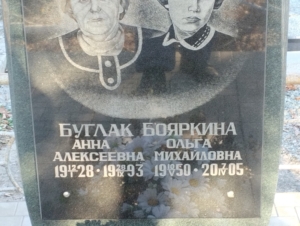 БУГЛАК БОЯРКИНА
АННА ОЛЬГА
АЛЕКСЕЕВНА МИХАЙЛОВНА
1928 · 1993 1950 · 2005